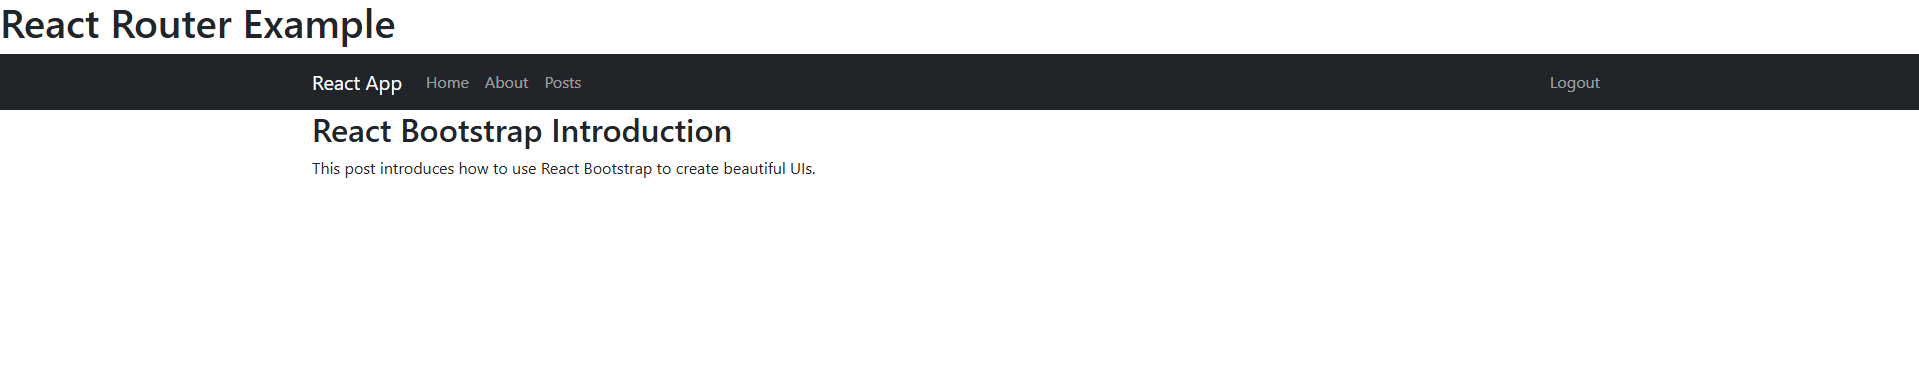 React Router Example
React App Home About Posts Logout
React Bootstrap Introduction
This post introduces how to use React Bootstrap to create beautiful UIs.